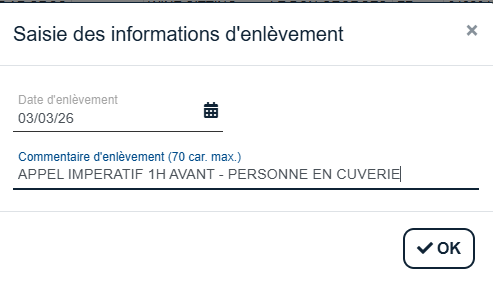 Saisie des informations d'enlèvement
×
Date d'enlèvement
03/03/26
Commentaire d'enlèvement (70 car. max.)
APPEL IMPERATIF 1H AVANT - PERSONNE EN CUVERIE
OK